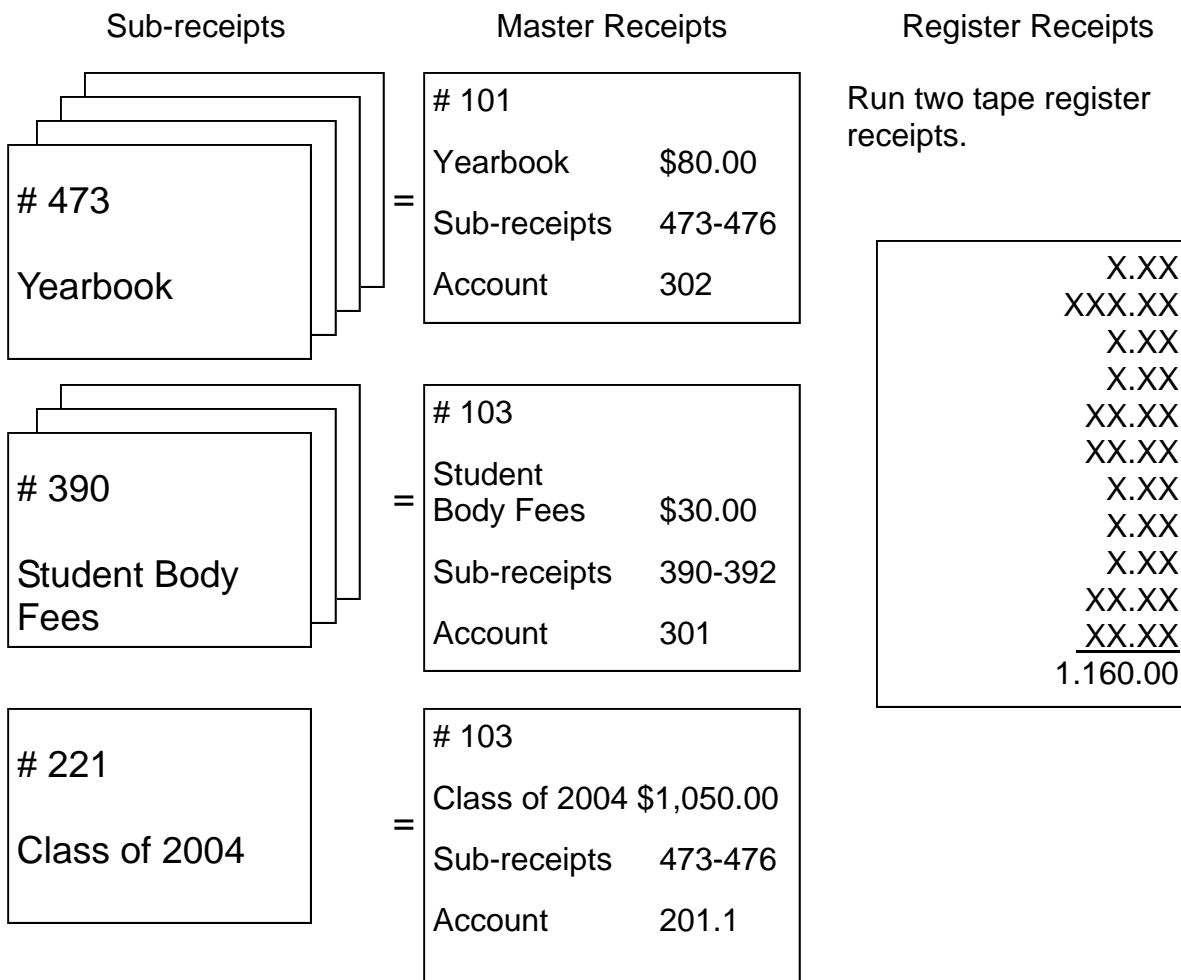 Sub-receipts
Master Receipts
Register Receipts
# 473
Yearbook
=
# 101
Yearbook $80.00
Sub-receipts 473-476
Account 302
Run two tape register
receipts.
# 390
Student Body
Fees
=
# 103
Student
Body Fees $30.00
Sub-receipts 390-392
Account 301
# 221
Class of 2004
=
# 103
Class of 2004 $1,050.00
Sub-receipts 473-476
Account 201.1
X.XX
XXX.XX
X.XX
X.XX
XX.XX
XX.XX
X.XX
X.XX
X.XX
XX.XX
XX.XX
1.160.00